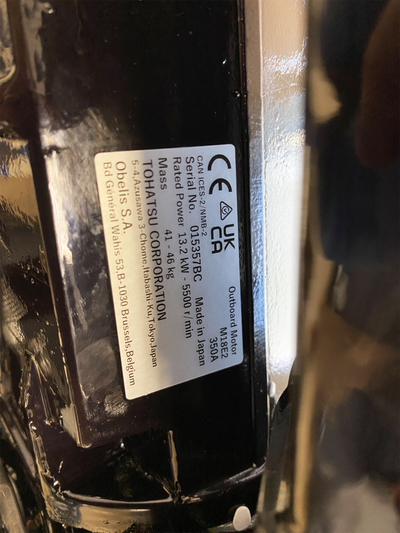 Outboard Motor
M18E2
350A
CE UK
CA
CAN ICES-2/NMB-2
Serial No. 015357BC Made in Japan
Rated Power 13.2 kW - 5500 r/min
Mass 41 - 46 kg
TOHATSU CORPORATION
5-4,Azusawa 3-Chome,Itabashi-Ku,Tokyo,Japan
Obelis S.A.
Bd Général Wahis 53,B-1030 Brussels,Belgium